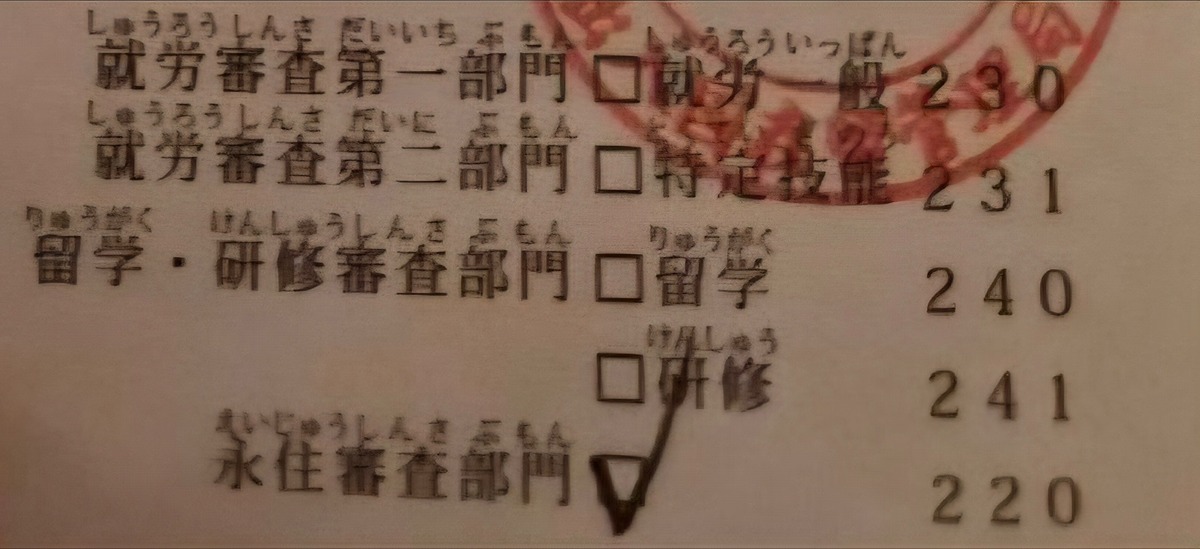 しゅうろうしんさ だいいち ぶもん しゅうろういっぱん
就労審査第一部門 □ 就労一般 230
しゅうろうしんさ だいに ぶもん
就労審査第二部門 □ 特定技能 231
りゅうがく けんしゅうしんさ ぶもん りゅうがく
留学・研修審査部門 □ 留学 240
けんしゅう
□ 研修 241
えいじゅうしんさ ぶもん
永住審査部門 □ 220